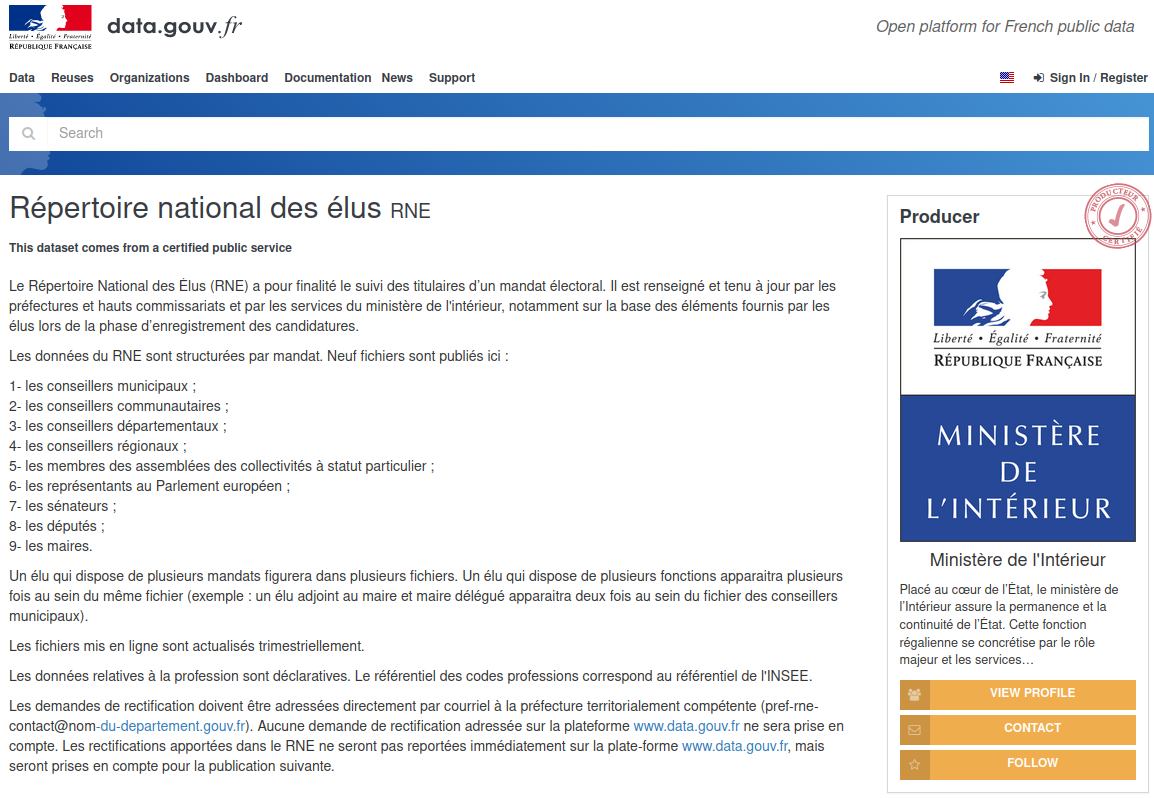 Liberté • Égalité • Fraternité
RÉPUBLIQUE FRANÇAISE
data.gouv.fr
Open platform for French public data
Data Reuses Organizations Dashboard Documentation News Support
Sign In / Register
Search
Répertoire national des élus RNE
This dataset comes from a certified public service
Le Répertoire National des Élus (RNE) a pour finalité le suivi des titulaires d’un mandat électoral. Il est renseigné et tenu à jour par les
préfectures et hauts commissariats et par les services du ministère de l'intérieur, notamment sur la base des éléments fournis par les
élus lors de la phase d’enregistrement des candidatures.
Les données du RNE sont structurées par mandat. Neuf fichiers sont publiés ici :
1- les conseillers municipaux ;
2- les conseillers communautaires ;
3- les conseillers départementaux ;
4- les conseillers régionaux ;
5- les membres des assemblées des collectivités à statut particulier ;
6- les représentants au Parlement européen ;
7- les sénateurs ;
8- les députés ;
9- les maires.
Un élu qui dispose de plusieurs mandats figurera dans plusieurs fichiers. Un élu qui dispose de plusieurs fonctions apparaitra plusieurs
fois au sein du même fichier (exemple : un élu adjoint au maire et maire délégué apparaitra deux fois au sein du fichier des conseillers
municipaux).
Les fichiers mis en ligne sont actualisés trimestriellement.
Les données relatives à la profession sont déclaratives. Le référentiel des codes professions correspond au référentiel de l'INSEE.
Les demandes de rectification doivent être adressées directement par courriel à la préfecture territorialement compétente (pref-rne-
contact@nom-du-departement.gouv.fr). Aucune demande de rectification adressée sur la plateforme www.data.gouv.fr ne sera prise en
compte. Les rectifications apportées dans le RNE ne seront pas reportées immédiatement sur la plate-forme www.data.gouv.fr, mais
seront prises en compte pour la publication suivante.
Producer
PRODUCTEUR
CERTIFIÉ
Liberté • Égalité • Fraternité
RÉPUBLIQUE FRANÇAISE
MINISTÈRE
DE
L’INTÉRIEUR
Ministère de l'Intérieur
Placé au cœur de l’État, le ministère de
l’Intérieur assure la permanence et la
continuité de l’État. Cette fonction
régalienne se concrétise par le rôle
majeur et les services…
VIEW PROFILE
CONTACT
FOLLOW